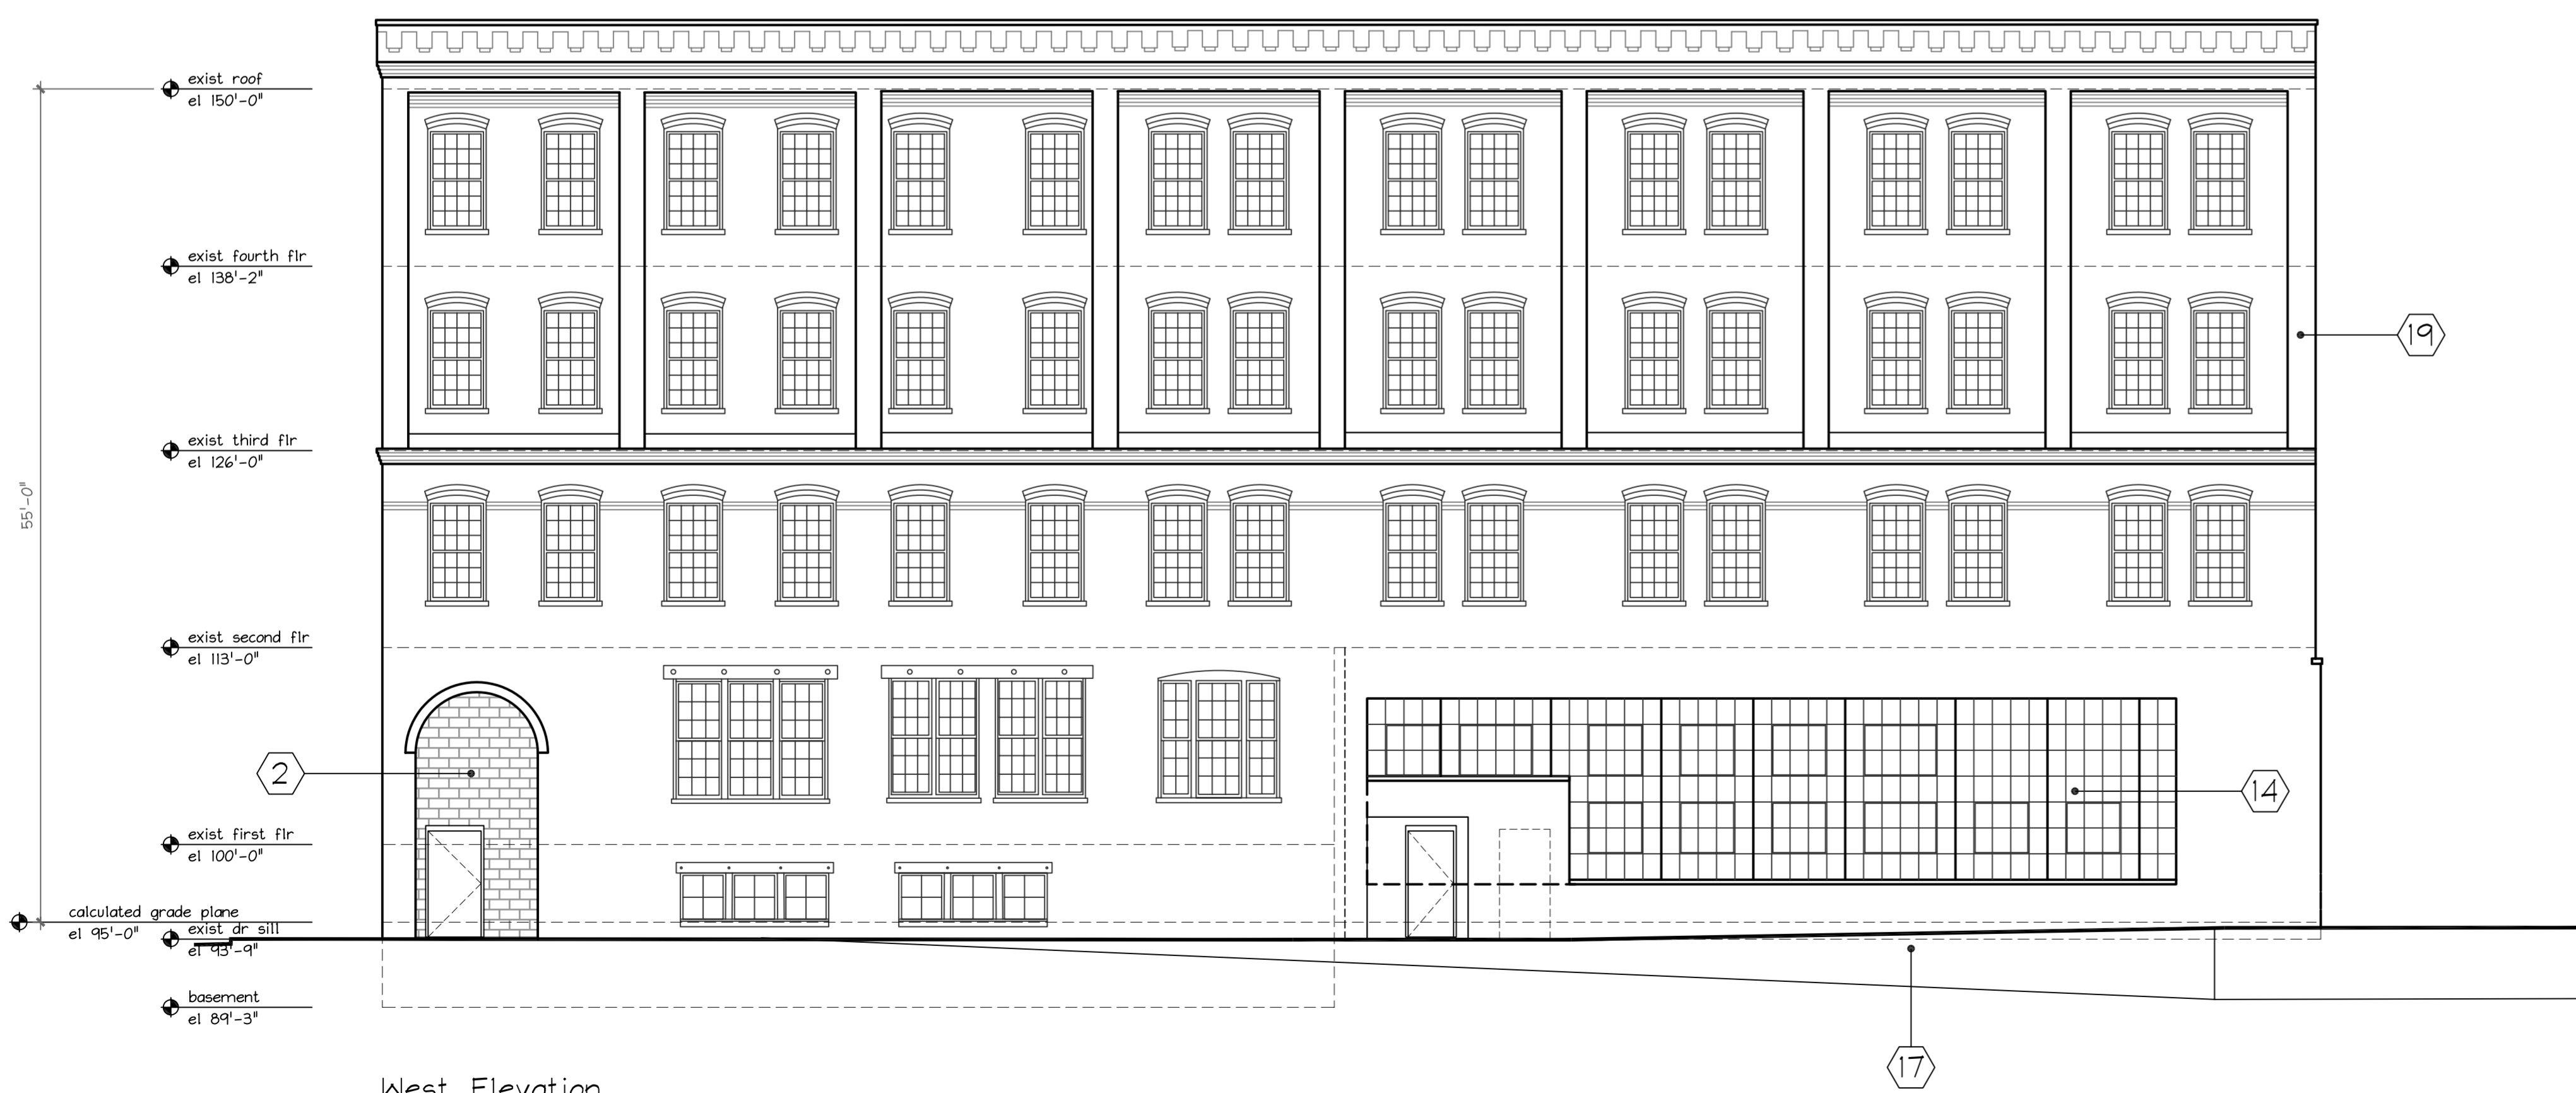 exist roof
el 150'-0"
exist fourth flr
el 138'-2"
19
exist third flr
el 126'-0"
55'-0"
exist second flr
el 113'-0"
2
14
exist first flr
el 100'-0"
calculated grade plane
el 95'-0"
exist dr sill
el 93'-9"
basement
el 89'-3"
17
West Elevation